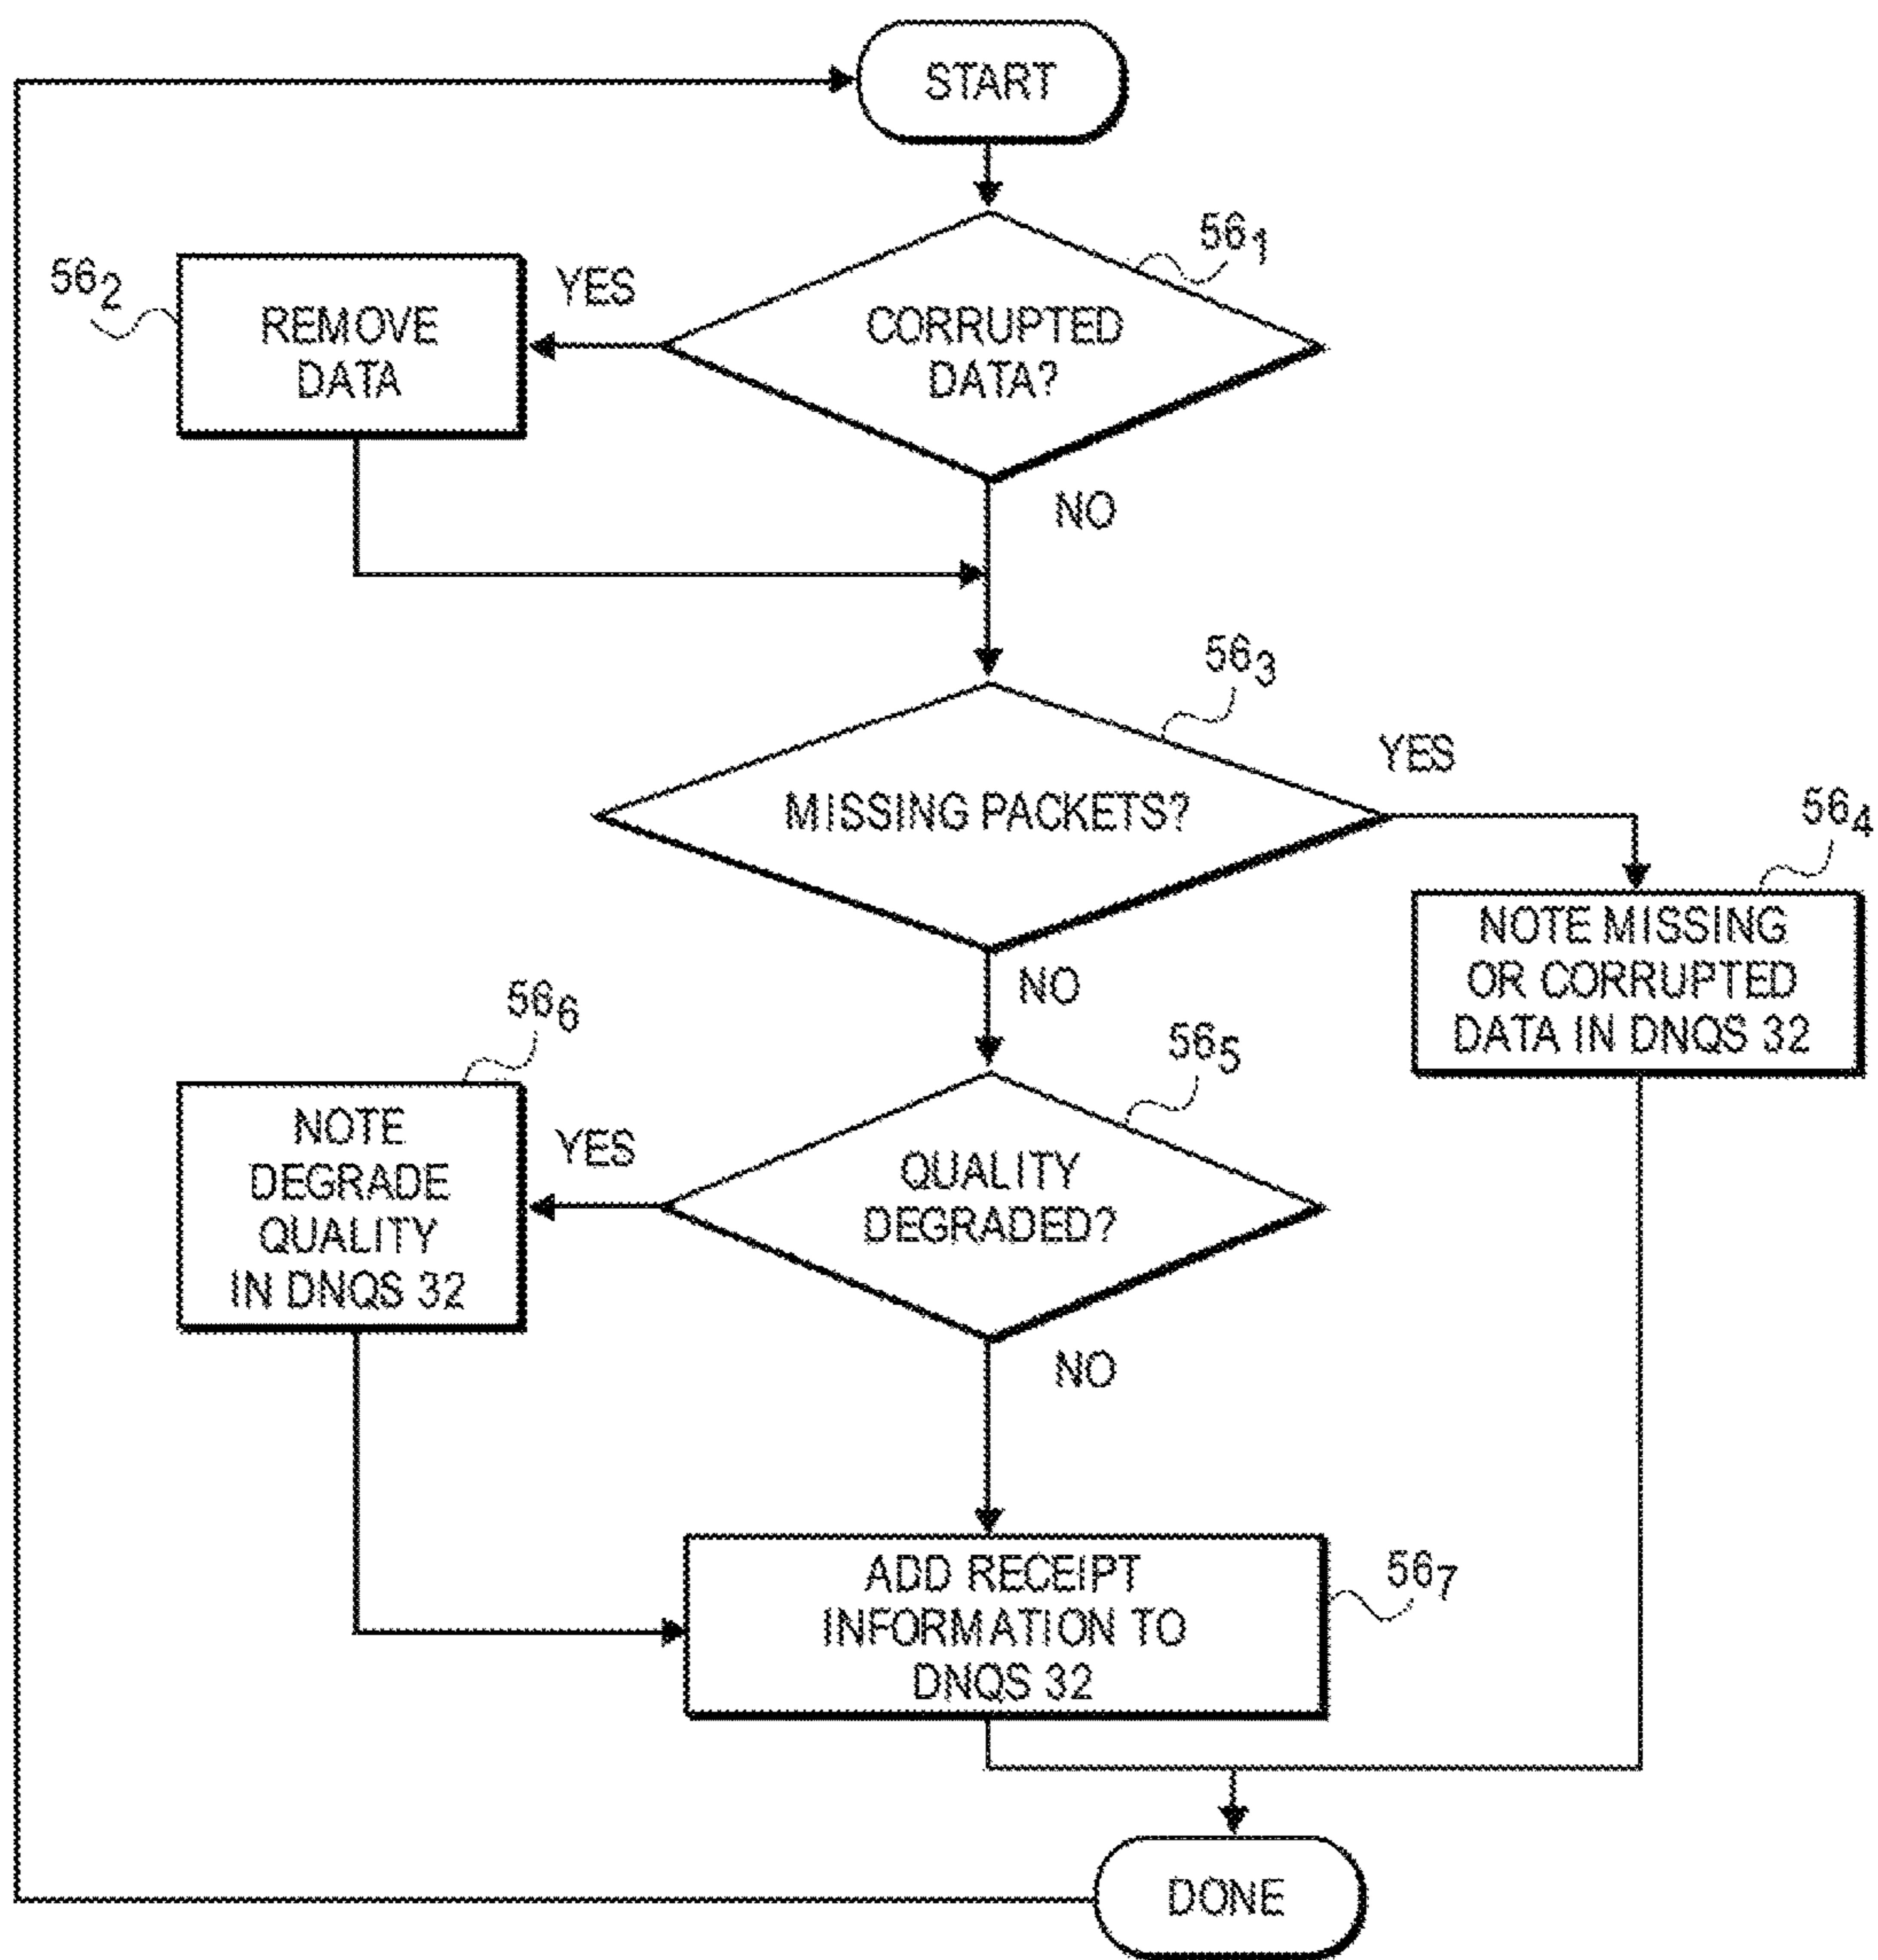 START
56₁
CORRUPTED
DATA?
YES
56₂
REMOVE
DATA
NO
56₃
MISSING PACKETS?
YES
56₄
NOTE MISSING
OR CORRUPTED
DATA IN DNQS 32
NO
56₅
QUALITY
DEGRADED?
YES
56₆
NOTE
DEGRADE
QUALITY
IN DNQS 32
NO
56₇
ADD RECEIPT
INFORMATION TO
DNQS 32
DONE